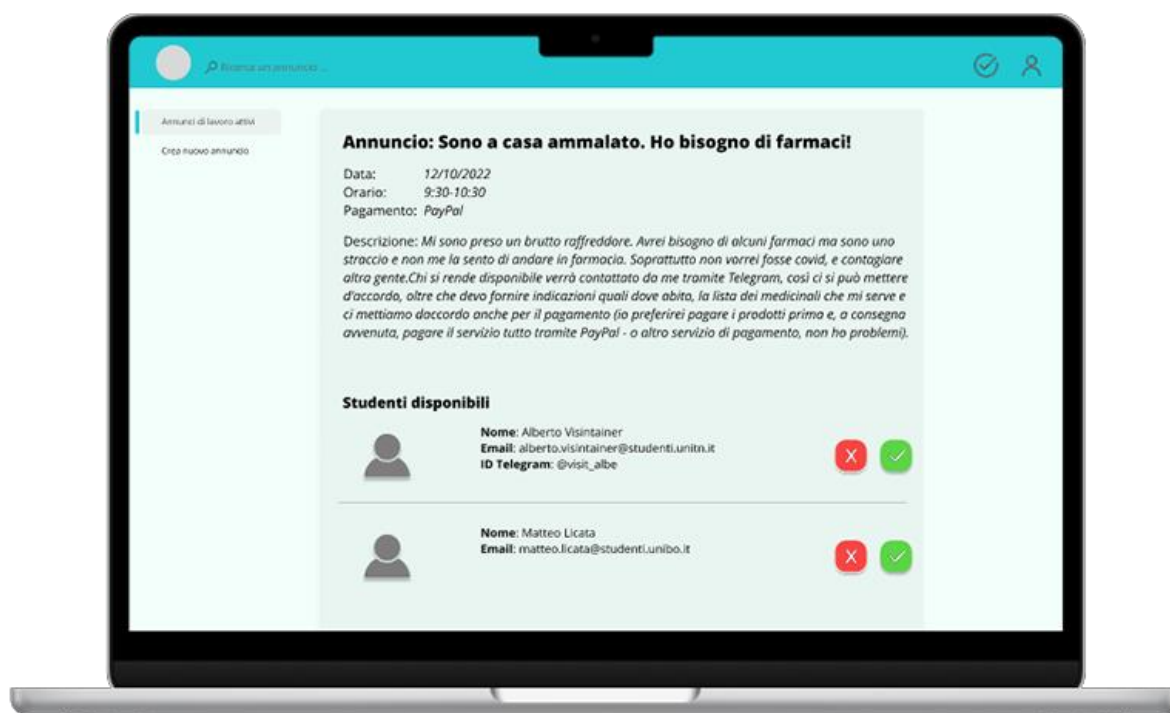 Ricerca un annuncio ...
Annunci di lavoro attivi
Crea nuovo annuncio
Annuncio: Sono a casa ammalato. Ho bisogno di farmaci!
Data: 12/10/2022
Orario: 9:30-10:30
Pagamento: PayPal
Descrizione: Mi sono preso un brutto raffreddore. Avrei bisogno di alcuni farmaci ma sono uno
straccio e non me la sento di andare in farmacia. Soprattutto non vorrei fosse covid, e contagiare
altra gente.Chi si rende disponibile verrà contattato da me tramite Telegram, così ci si può mettere
d'accordo, oltre che devo fornire indicazioni quali dove abito, la lista dei medicinali che mi serve e
ci mettiamo daccordo anche per il pagamento (io preferirei pagare i prodotti prima e, a consegna
avvenuta, pagare il servizio tutto tramite PayPal - o altro servizio di pagamento, non ho problemi).
Studenti disponibili
Nome: Alberto Visintainer
Email: alberto.visintainer@studenti.unitn.it
ID Telegram: @visit_albe
X
Nome: Matteo Licata
Email: matteo.licata@studenti.unibo.it
X